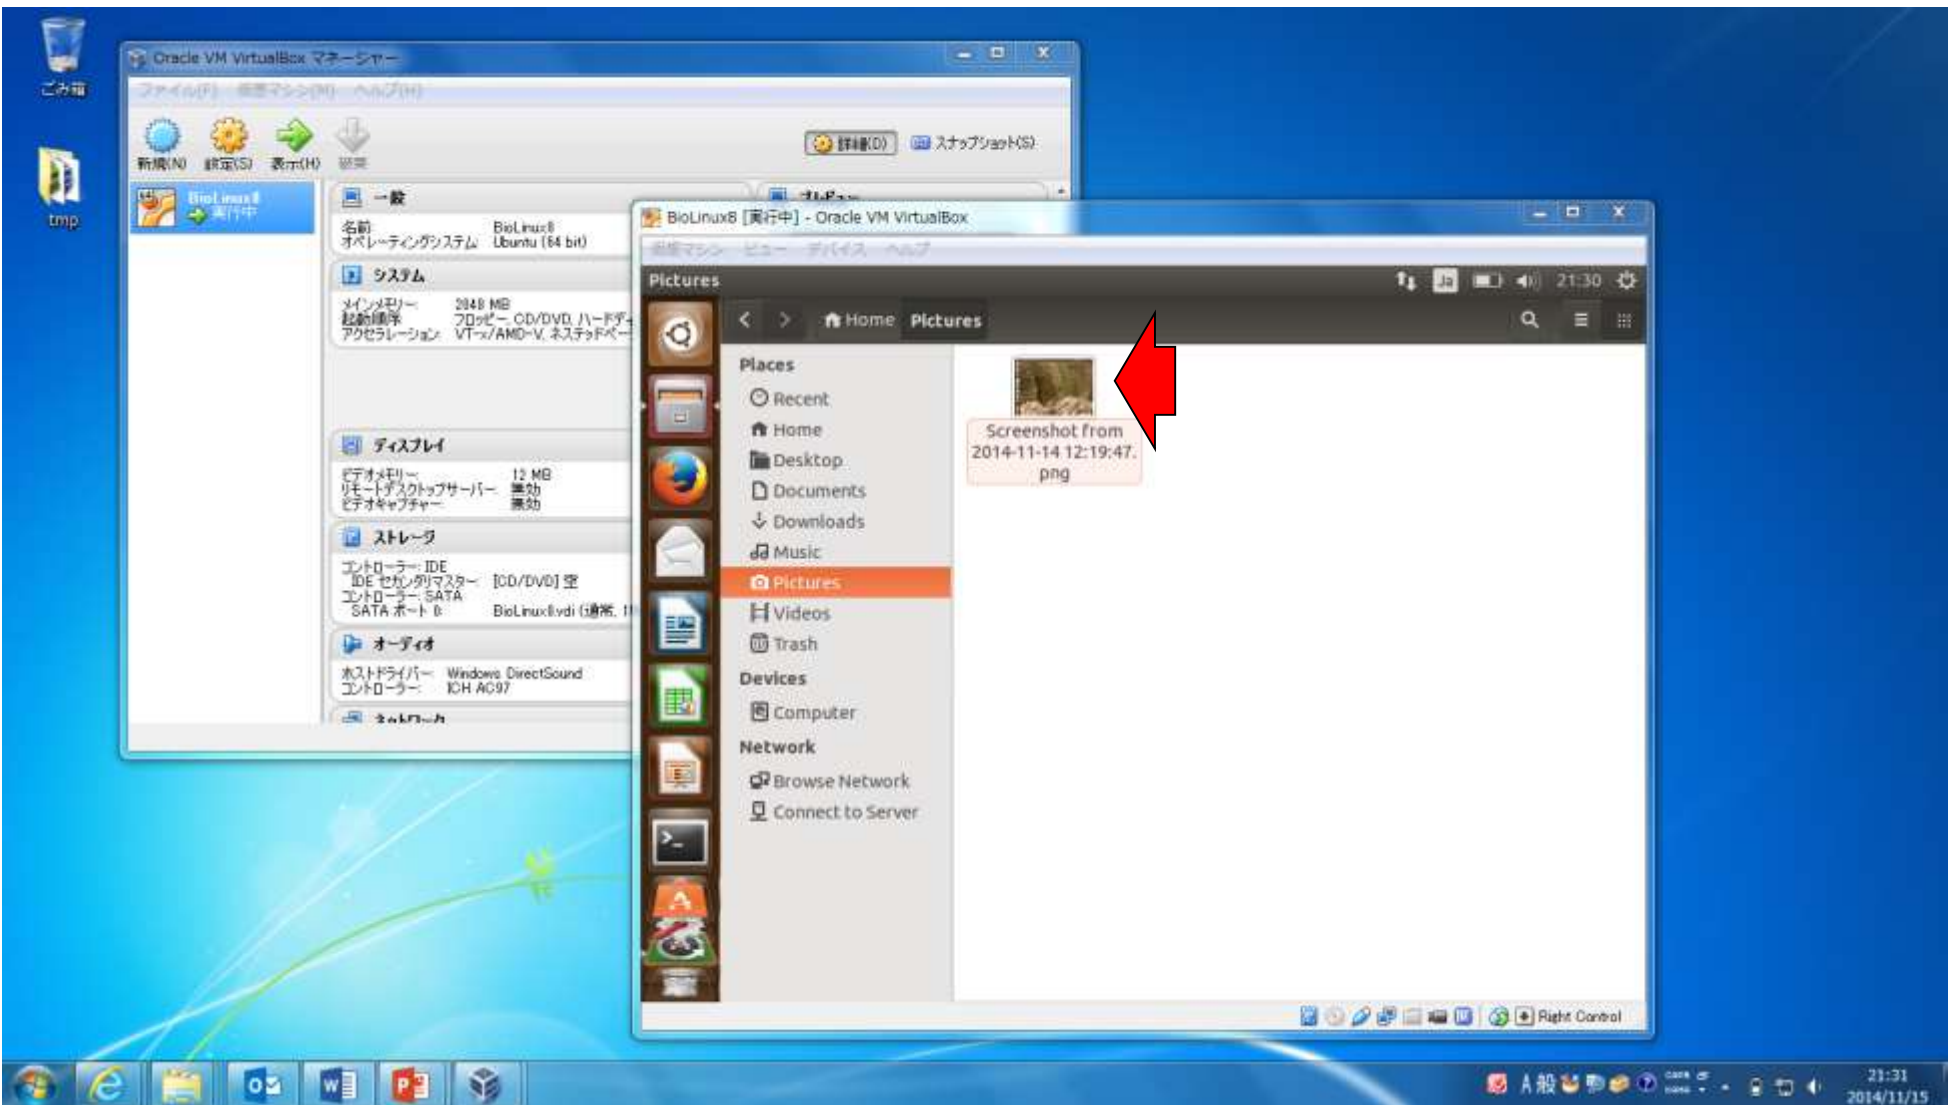 ごみ箱
tmp
Oracle VM VirtualBox マネージャー
ファイル(F) 仮想マシン(M) ヘルプ(H)
新規(N) 設定(S) 表示(H) 破棄
詳細(D) スナップショット(S)
BioLinux8
実行中
一般
プレビュー
名前 BioLinux8
オペレーティングシステム Ubuntu (64 bit)
システム
メインメモリー: 2048 MB
起動順序 フロッピー, CD/DVD, ハードデ
アクセラレーション: VT-x/AMD-V, ネステッドペー
ディスプレイ
ビデオメモリー: 12 MB
リモートデスクトップサーバー 無効
ビデオキャプチャー 無効
ストレージ
コントローラー: IDE
IDE セカンダリマスター: [CD/DVD] 空
コントローラー: SATA
SATA ポート 0: BioLinux8.vdi (通常, 1
オーディオ
ホストドライバー: Windows DirectSound
コントローラー: ICH AC97
ネットワーク
BioLinux8 [実行中] - Oracle VM VirtualBox
仮想マシン ビュー デバイス ヘルプ
Pictures
Ja 21:30
Home Pictures
Places
Recent
Home
Desktop
Documents
Downloads
Music
Pictures
Videos
Trash
Devices
Computer
Network
Browse Network
Connect to Server
Screenshot from
2014-11-14 12:19:47.
png
Right Control
A 般
CAPS
KANA
21:31
2014/11/15